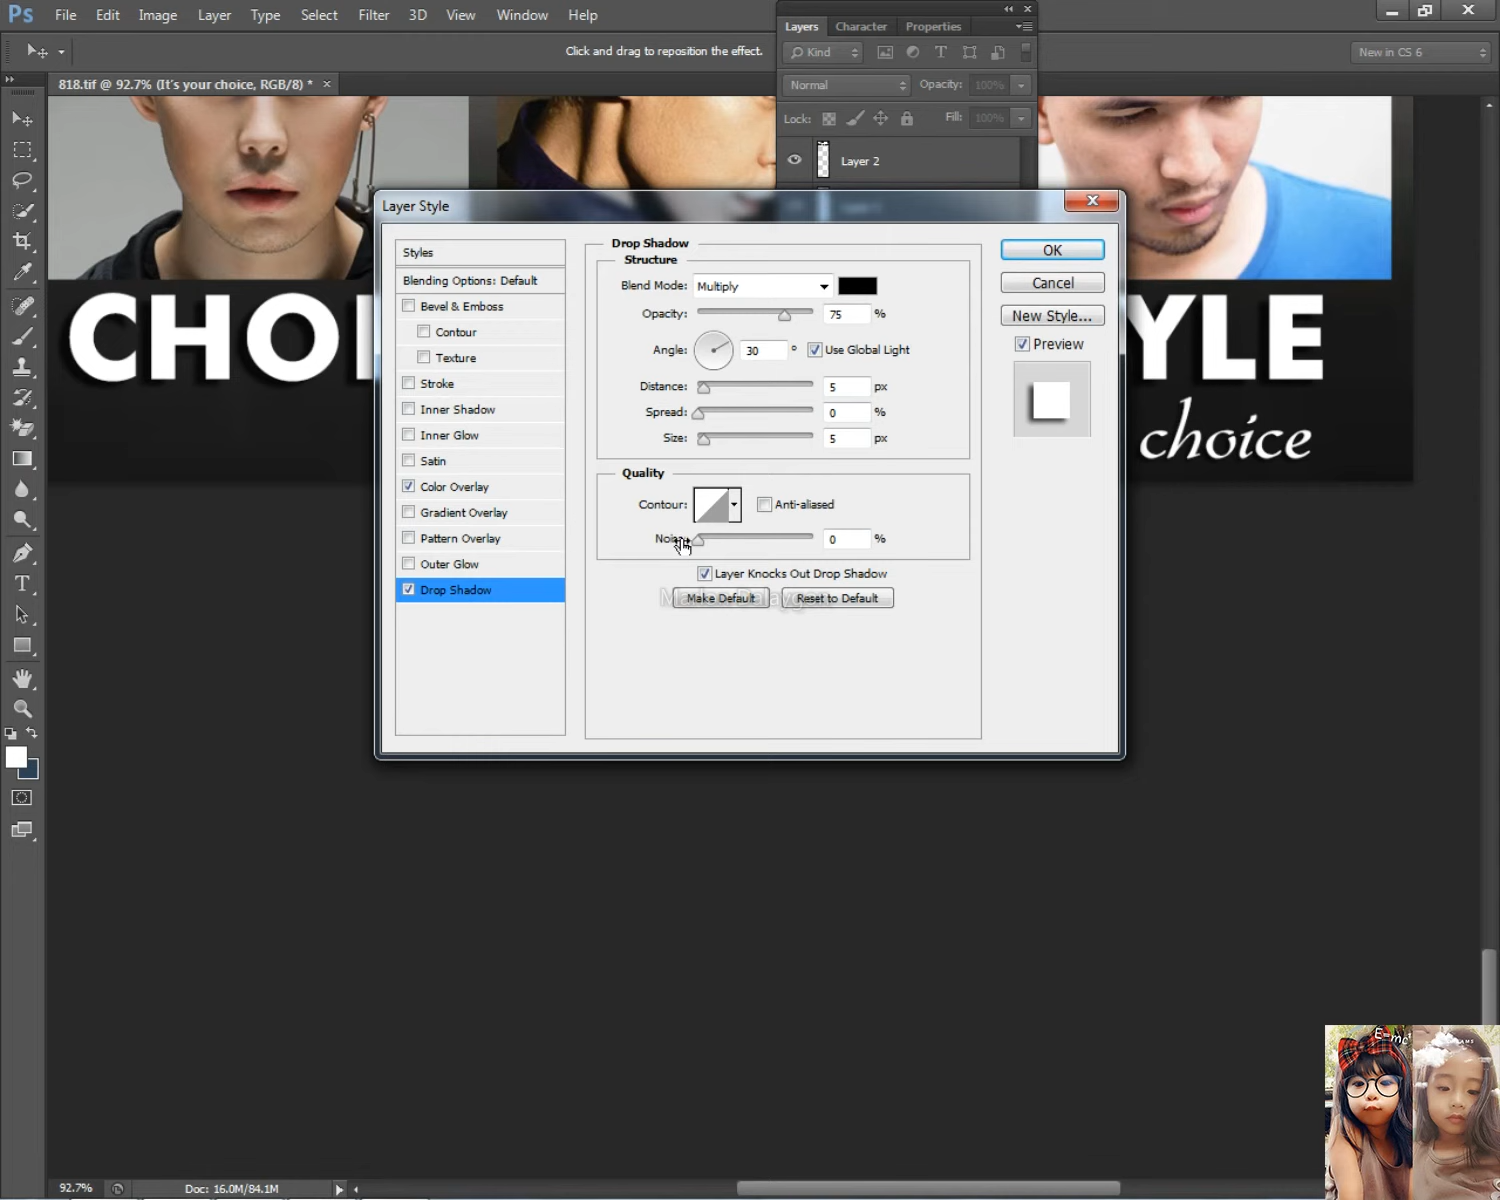 Ps File Edit Image Layer Type Select Filter 3D View Window Help
Click and drag to reposition the effect.
New in CS 6
818.tif @ 92.7% (It's your choice, RGB/8) * ×
Layers Character Properties
Kind
Normal Opacity: 100%
Lock: Fill: 100%
Layer 2
Layer Style
Styles
Blending Options: Default
Bevel & Emboss
Contour
Texture
Stroke
Inner Shadow
Inner Glow
Satin
Color Overlay
Gradient Overlay
Pattern Overlay
Outer Glow
Drop Shadow
Drop Shadow
Structure
Blend Mode: Multiply
Opacity: 75 %
Angle: 30 ° Use Global Light
Distance: 5 px
Spread: 0 %
Size: 5 px
Quality
Contour: Anti-aliased
Noise: 0 %
Layer Knocks Out Drop Shadow
Make Default Reset to Default
OK
Cancel
New Style...
Preview
CHO
YLE
choice
E=mc²
92.7% Doc: 16.0M/84.1M